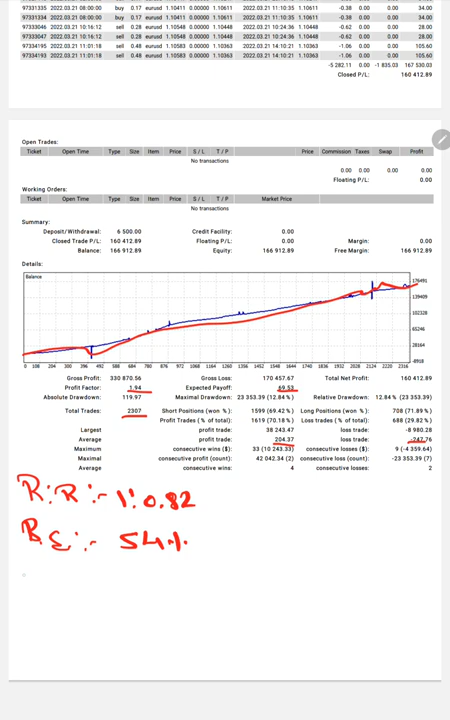 97331335 2022.03.21 08:00:00 buy 0.17 eurusd 1.10411 0.00000 1.10611 2022.03.21 11:10:35 1.10611 -0.38 0.00 0.00 34.00
97331334 2022.03.21 08:00:00 buy 0.17 eurusd 1.10411 0.00000 1.10611 2022.03.21 11:10:35 1.10611 -0.38 0.00 0.00 34.00
97333046 2022.03.21 10:16:12 sell 0.28 eurusd 1.10548 0.00000 1.10448 2022.03.21 10:24:36 1.10448 -0.62 0.00 0.00 28.00
97333047 2022.03.21 10:16:12 sell 0.28 eurusd 1.10548 0.00000 1.10448 2022.03.21 10:24:36 1.10448 -0.62 0.00 0.00 28.00
97334195 2022.03.21 11:01:18 sell 0.48 eurusd 1.10583 0.00000 1.10363 2022.03.21 14:10:21 1.10363 -1.06 0.00 0.00 105.60
97334193 2022.03.21 11:01:18 sell 0.48 eurusd 1.10583 0.00000 1.10363 2022.03.21 14:10:21 1.10363 -1.06 0.00 0.00 105.60
-5 282.11 0.00 -1 835.03 167 530.03
Closed P/L: 160 412.89
Open Trades:
Ticket Open Time Type Size Item Price S / L T / P Price Commission Taxes Swap Profit
No transactions
0.00 0.00 0.00 0.00
Floating P/L: 0.00
Working Orders:
Ticket Open Time Type Size Item Price S / L T / P Market Price
No transactions
Summary:
Deposit/Withdrawal: 6 500.00 Credit Facility: 0.00
Closed Trade P/L: 160 412.89 Floating P/L: 0.00 Margin: 0.00
Balance: 166 912.89 Equity: 166 912.89 Free Margin: 166 912.89
Details:
Balance
176491
139409
102328
65246
28164
-8918
0 108 204 300 396 492 588 684 780 876 972 1068 1164 1260 1356 1452 1548 1644 1740 1836 1932 2028 2124 2220 2316
Gross Profit: 330 870.56 Gross Loss: 170 457.67 Total Net Profit: 160 412.89
Profit Factor: 1.94 Expected Payoff: 69.53
Absolute Drawdown: 119.97 Maximal Drawdown: 23 353.39 (12.84 %) Relative Drawdown: 12.84 % (23 353.39)
Total Trades: 2307 Short Positions (won %): 1599 (69.42 %) Long Positions (won %): 708 (71.89 %)
Profit Trades (% of total): 1619 (70.18 %) Loss trades (% of total): 688 (29.82 %)
Largest profit trade: 38 243.47 loss trade: -8 980.28
Average profit trade: 204.37 loss trade: -247.76
Maximum consecutive wins ($): 33 (10 243.33) consecutive losses ($): 9 (-4 359.64)
Maximal consecutive profit (count): 42 042.34 (2) consecutive loss (count): -23 353.39 (7)
Average consecutive wins: 4 consecutive losses: 2
R:R :- 1:0.82
B.E :- 54%